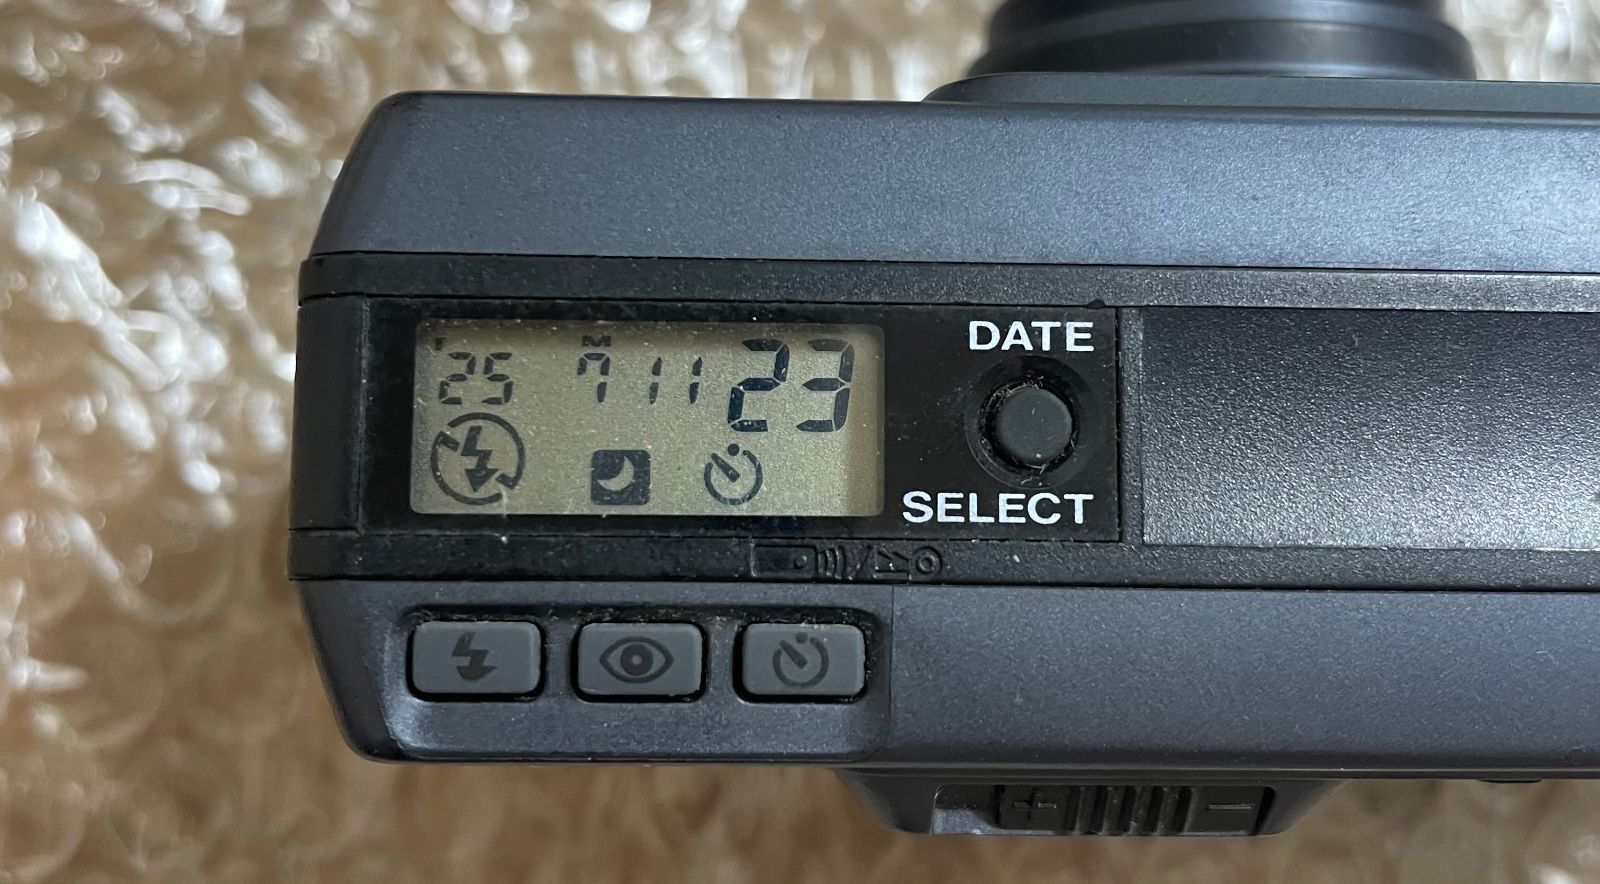 DATE
M
'25 7 11 23
SELECT
+ −